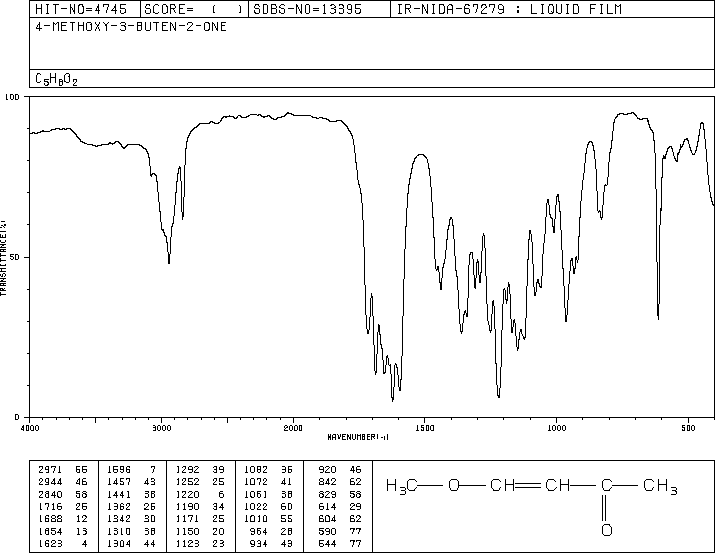 HIT-NO=4745 SCORE= ( ) SDBS-NO=13395 IR-NIDA-67279 : LIQUID FILM
4-METHOXY-3-BUTEN-2-ONE
C5H8O2
100
50
0
TRANSMITTANCE(%)
4000 3000 2000 1500 1000 500
WAVENUMBER(-1)
2971 55 1596 7 1292 39 1082 36 920 46
2944 46 1457 43 1252 25 1072 41 842 62
2840 58 1441 38 1220 6 1061 38 829 58
1716 25 1362 25 1190 34 1022 60 614 29
1688 12 1342 30 1171 25 1010 55 604 62
1654 13 1310 38 1150 20 964 28 590 77
1623 4 1304 44 1123 23 934 43 544 77
H3C O CH CH C CH3
O